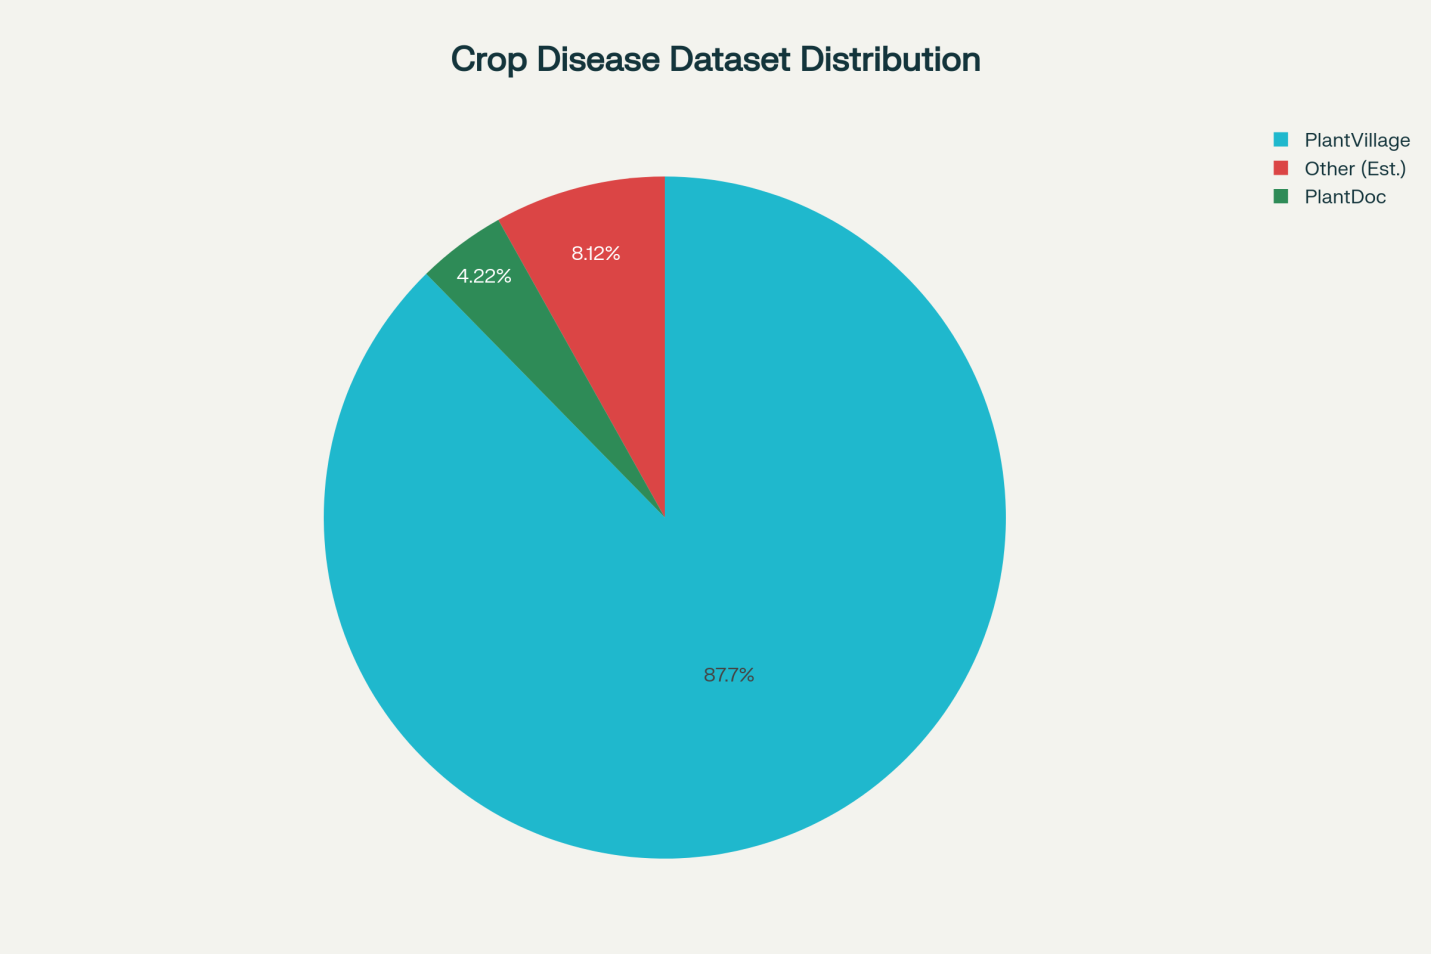 Crop Disease Dataset Distribution
PlantVillage
Other (Est.)
PlantDoc
8.12%
4.22%
87.7%